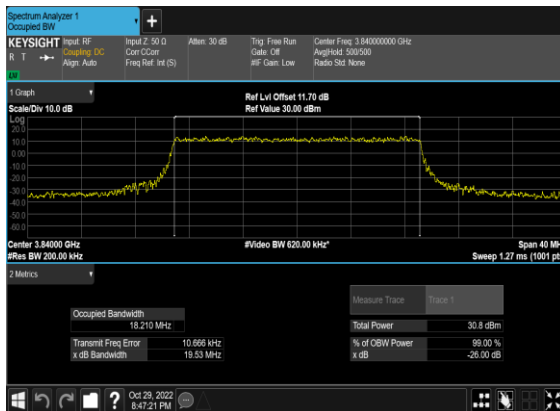 Spectrum Analyzer 1
Occupied BW
KEYSIGHT
R T
Input: RF
Coupling: DC
Align: Auto
Input Z: 50 Ω
Corr CCorr
Freq Ref: Int (S)
Atten: 30 dB
Trig: Free Run
Gate: Off
#IF Gain: Low
Center Freq: 3.840000000 GHz
Avg|Hold: 500/500
Radio Std: None
1 Graph
Scale/Div 10.0 dB
Ref Lvl Offset 11.70 dB
Ref Value 30.00 dBm
Log
20.0
10.0
0.00
-10.0
-20.0
-30.0
-40.0
-50.0
-60.0
Center 3.84000 GHz
#Res BW 200.00 kHz
#Video BW 620.00 kHz*
Span 40 MH
Sweep 1.27 ms (1001 pt
2 Metrics
Measure Trace Trace 1
Occupied Bandwidth
18.210 MHz
Total Power 30.8 dBm
Transmit Freq Error 10.666 kHz
% of OBW Power 99.00 %
x dB Bandwidth 19.53 MHz
x dB -26.00 dB
?
Oct 29, 2022
8:47:21 PM